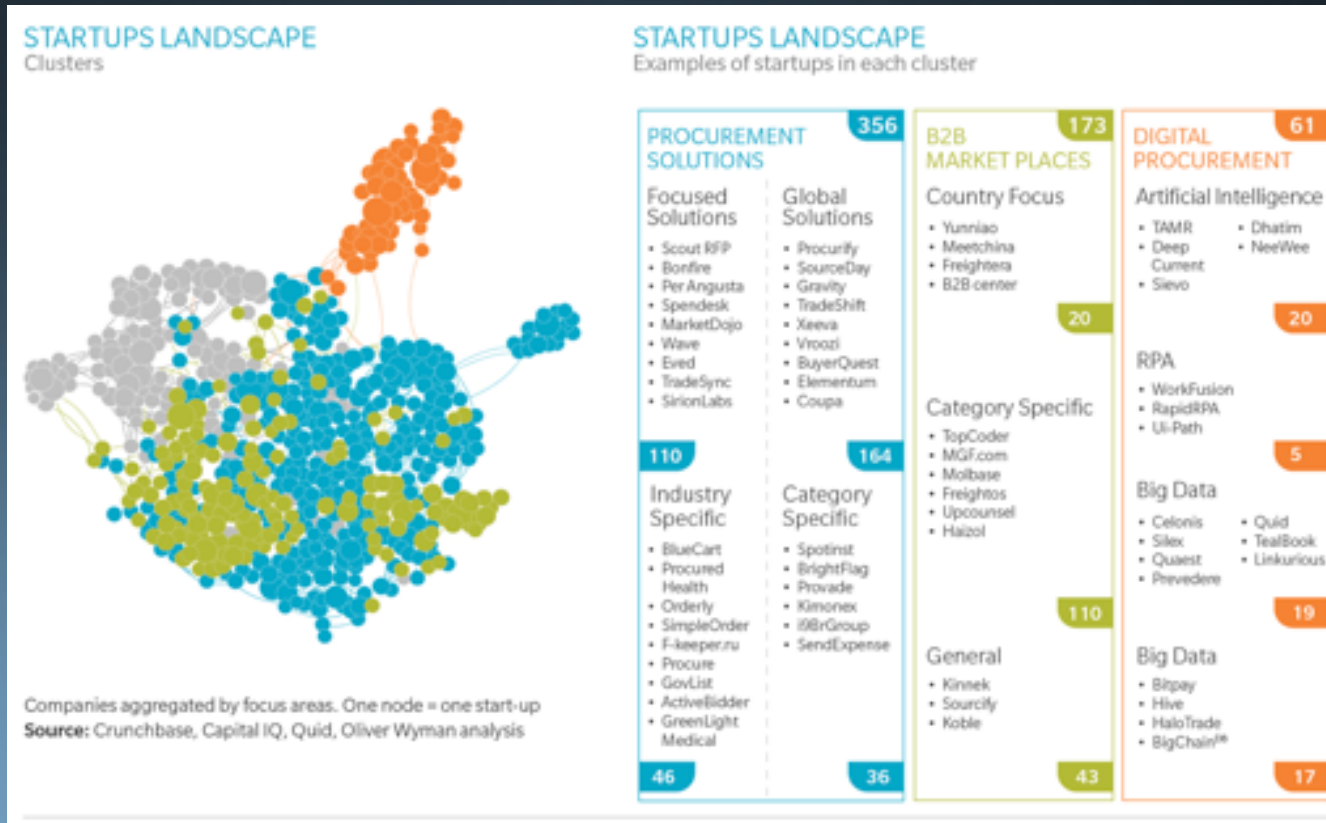 STARTUPS LANDSCAPE
Clusters
Companies aggregated by focus areas. One node = one start-up
Source: Crunchbase, Capital IQ, Quid, Oliver Wyman analysis
STARTUPS LANDSCAPE
Examples of startups in each cluster
PROCUREMENT
SOLUTIONS
356
Focused
Solutions
• Scout RFP
• Bonfire
• Per Angusta
• Spendesk
• MarketDojo
• Wave
• Eved
• TradeSync
• SirionLabs
110
Global
Solutions
• Procurify
• SourceDay
• Gravity
• TradeShift
• Xeeva
• Vroozi
• BuyerQuest
• Elementum
• Coupa
164
Industry
Specific
• BlueCart
• Procured
Health
• Orderly
• SimpleOrder
• F-keeper.ru
• Procure
• GovList
• ActiveBidder
• GreenLight
Medical
46
Category
Specific
• Spotinst
• BrightFlag
• Provade
• Kimonex
• SendExpense
36
B2B
MARKET PLACES
173
Country Focus
• Yunniao
• Meetchina
• Freightera
• B2B center
20
Category Specific
• TopCoder
• MGF.com
• Molbase
• Freightos
• Upcounsel
• Haizol
110
General
• Kinnek
• Sourcify
• Koble
43
DIGITAL
PROCUREMENT
61
Artificial Intelligence
• TAMR
• Deep
Current
• Sievo
• Dhatim
• NeeWee
20
RPA
• WorkFusion
• RapidRPA
• Ui-Path
5
Big Data
• Celonis
• Silex
• Quaest
• Prevedere
• Quid
• TealBook
• Linkurious
19
Big Data
• Bitpay
• Hive
• HaloTrade
• BigChain
17